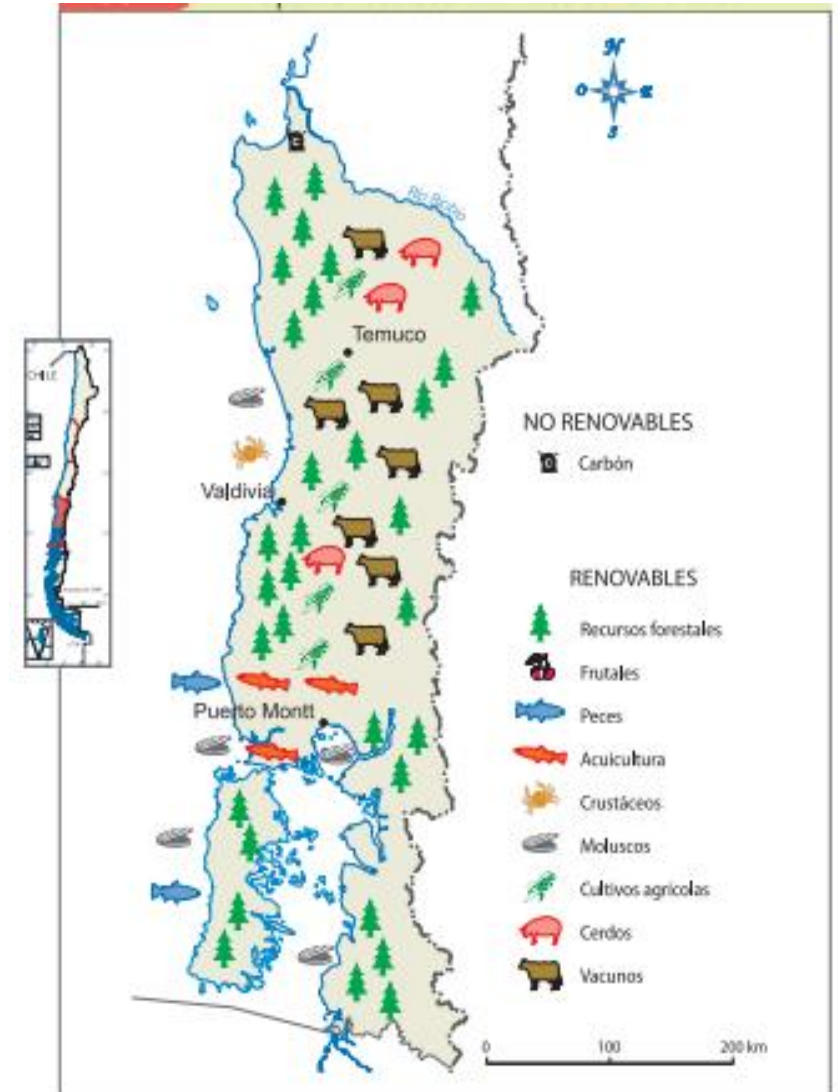 N
O E
S
Río Biobío
Temuco
CHILE
NO RENOVABLES
Carbón
Valdivia
RENOVABLES
Recursos forestales
Frutales
Peces
Puerto Montt
Acuicultura
Crustáceos
Moluscos
Cultivos agrícolas
Cerdos
Vacunos
0 100 200 km